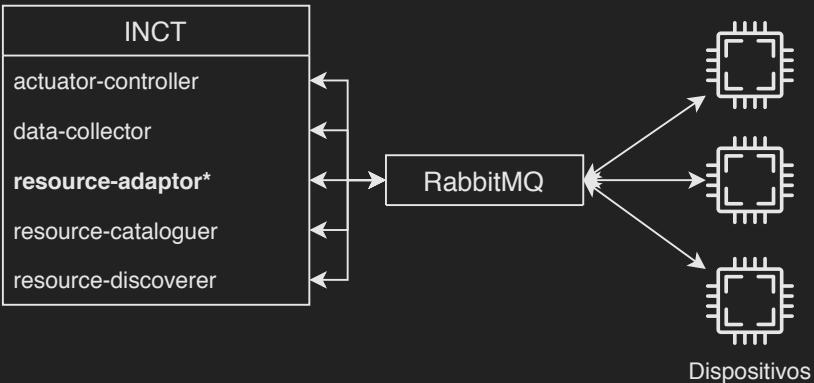 INCT
actuator-controller
data-collector
resource-adaptor*
resource-cataloguer
resource-discoverer
RabbitMQ
Dispositivos